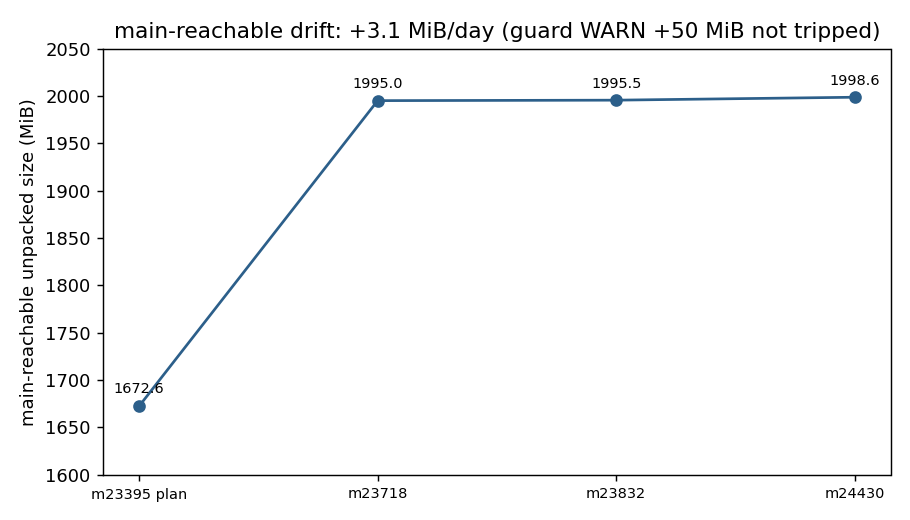 main-reachable drift: +3.1 MiB/day (guard WARN +50 MiB not tripped)
main-reachable unpacked size (MiB)
2050
2000
1950
1900
1850
1800
1750
1700
1650
1600
1672.6
1995.0
1995.5
1998.6
m23395 plan
m23718
m23832
m24430